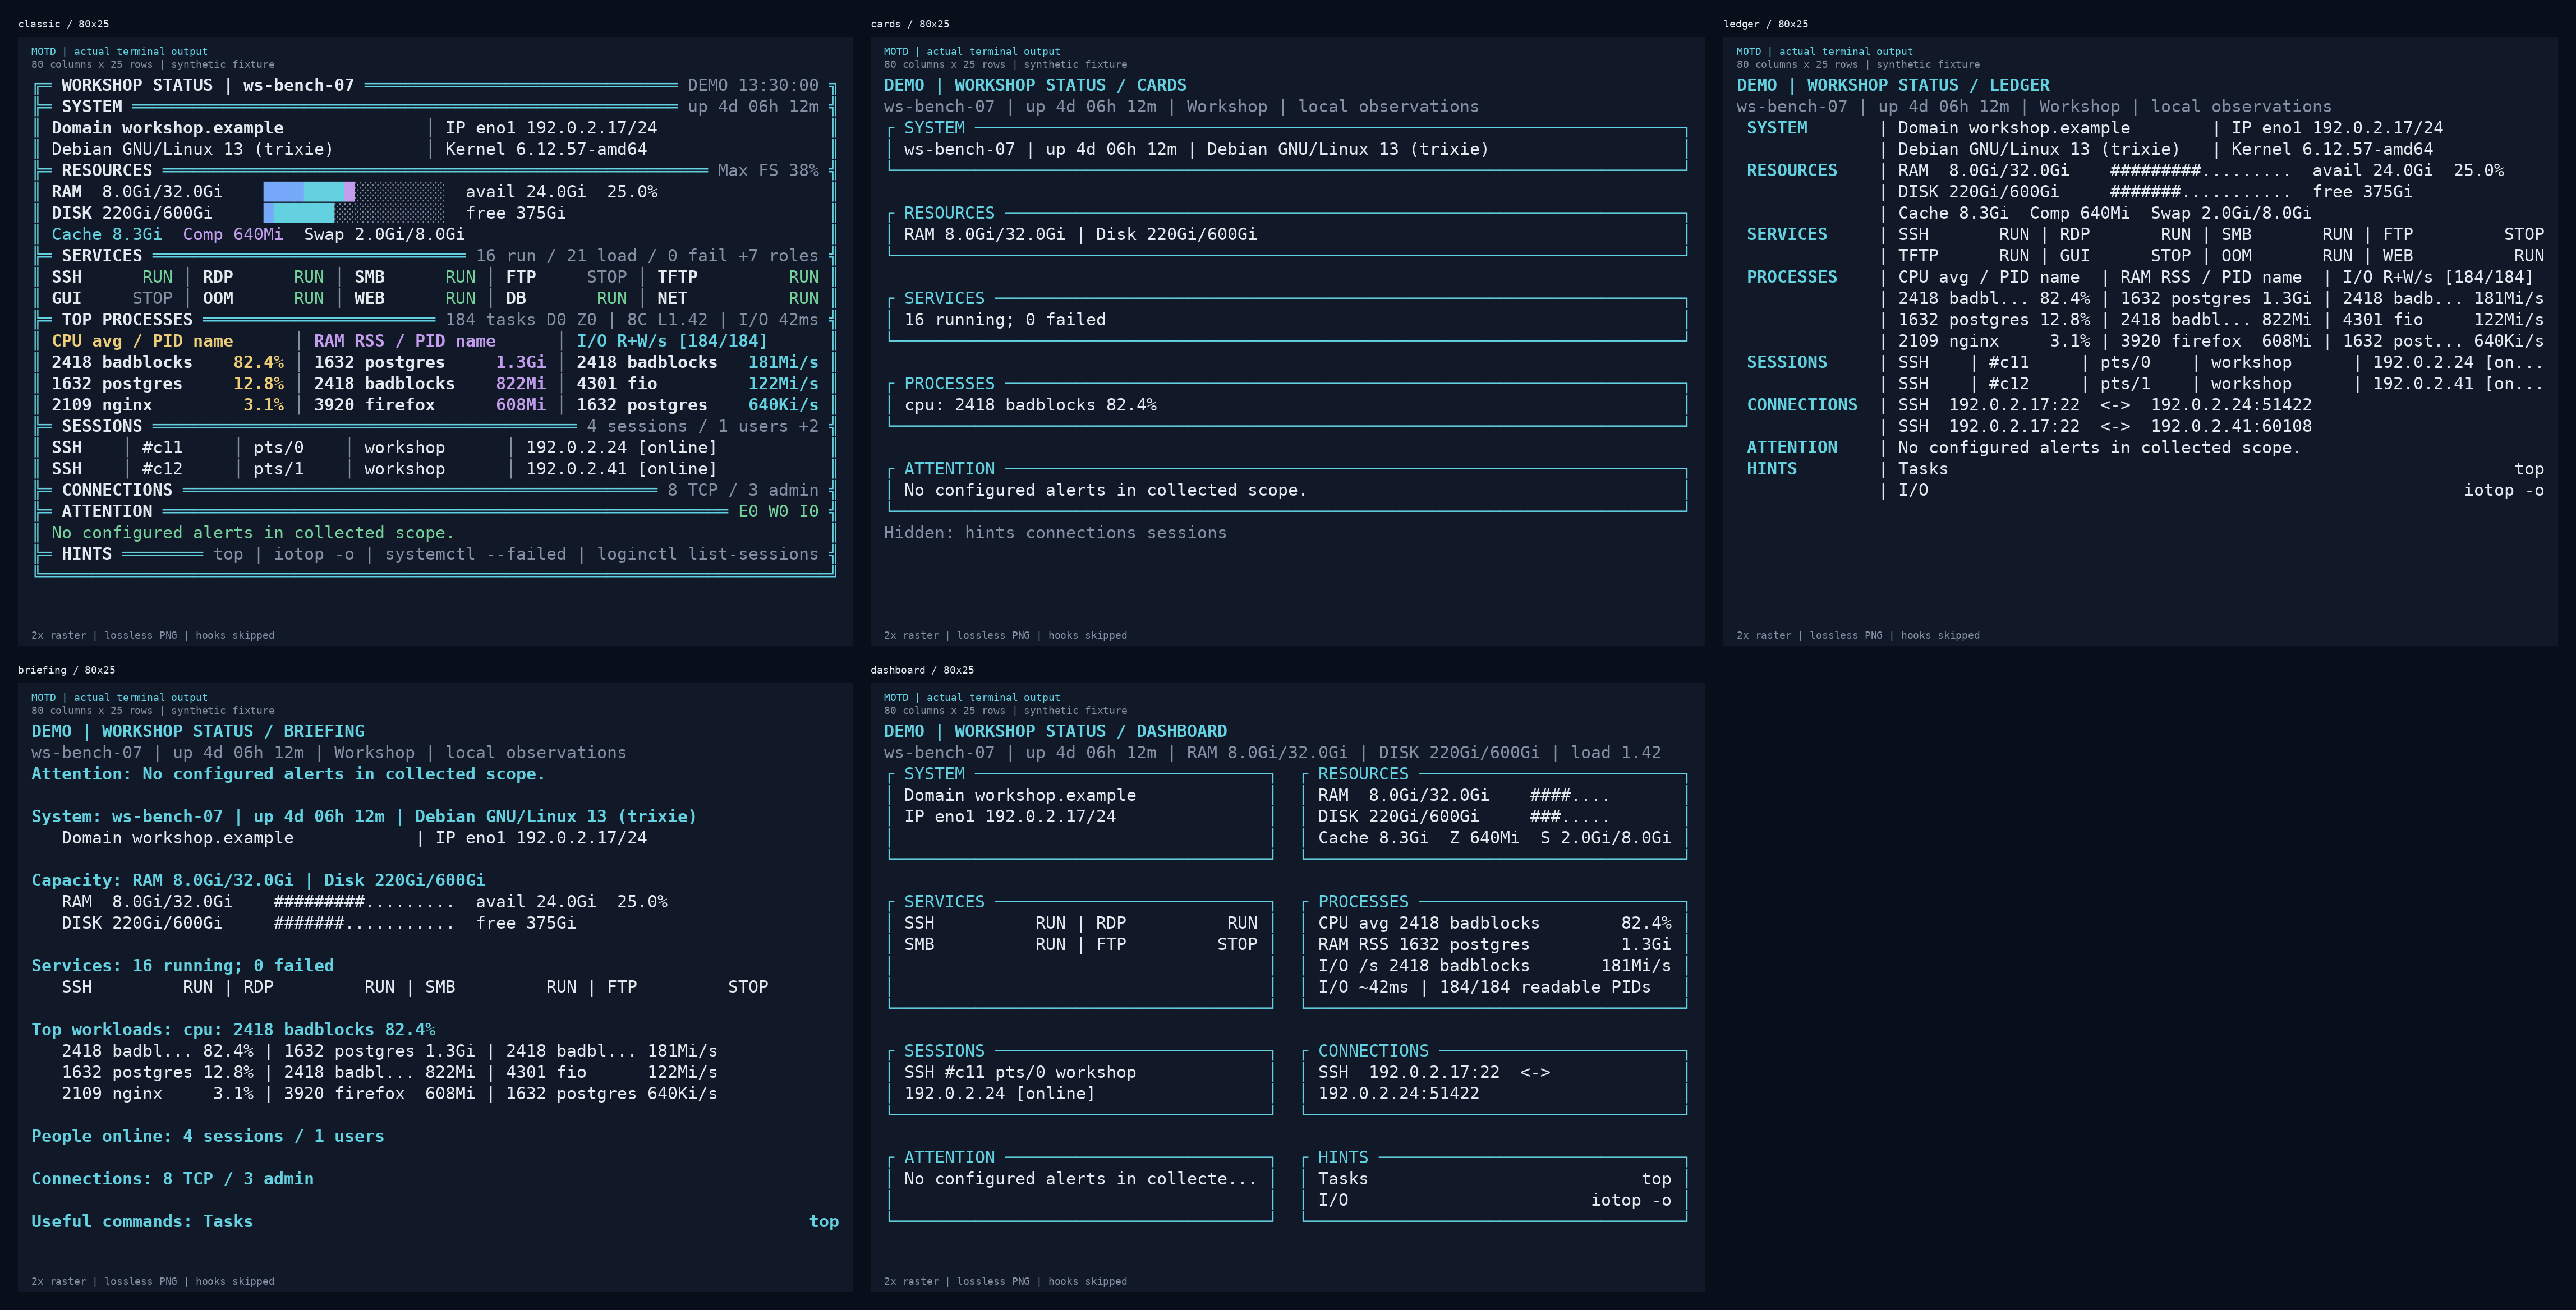 classic / 80x25
MOTD | actual terminal output
80 columns x 25 rows | synthetic fixture
WORKSHOP STATUS | ws-bench-07 DEMO 13:30:00
SYSTEM up 4d 06h 12m
Domain workshop.example │ IP eno1 192.0.2.17/24
Debian GNU/Linux 13 (trixie) │ Kernel 6.12.57-amd64
RESOURCES Max FS 38%
RAM 8.0Gi/32.0Gi avail 24.0Gi 25.0%
DISK 220Gi/600Gi free 375Gi
Cache 8.3Gi Comp 640Mi Swap 2.0Gi/8.0Gi
SERVICES 16 run / 21 load / 0 fail +7 roles
SSH RUN │ RDP RUN │ SMB RUN │ FTP STOP │ TFTP RUN
GUI STOP │ OOM RUN │ WEB RUN │ DB RUN │ NET RUN
TOP PROCESSES 184 tasks D0 Z0 | 8C L1.42 | I/O 42ms
CPU avg / PID name │ RAM RSS / PID name │ I/O R+W/s [184/184]
2418 badblocks 82.4% │ 1632 postgres 1.3Gi │ 2418 badblocks 181Mi/s
1632 postgres 12.8% │ 2418 badblocks 822Mi │ 4301 fio 122Mi/s
2109 nginx 3.1% │ 3920 firefox 608Mi │ 1632 postgres 640Ki/s
SESSIONS 4 sessions / 1 users +2
SSH │ #c11 │ pts/0 │ workshop │ 192.0.2.24 [online]
SSH │ #c12 │ pts/1 │ workshop │ 192.0.2.41 [online]
CONNECTIONS 8 TCP / 3 admin
ATTENTION E0 W0 I0
No configured alerts in collected scope.
HINTS top | iotop -o | systemctl --failed | loginctl list-sessions
2x raster | lossless PNG | hooks skipped
cards / 80x25
MOTD | actual terminal output
80 columns x 25 rows | synthetic fixture
DEMO | WORKSHOP STATUS / CARDS
ws-bench-07 | up 4d 06h 12m | Workshop | local observations
SYSTEM
ws-bench-07 | up 4d 06h 12m | Debian GNU/Linux 13 (trixie)
RESOURCES
RAM 8.0Gi/32.0Gi | Disk 220Gi/600Gi
SERVICES
16 running; 0 failed
PROCESSES
cpu: 2418 badblocks 82.4%
ATTENTION
No configured alerts in collected scope.
Hidden: hints connections sessions
2x raster | lossless PNG | hooks skipped
ledger / 80x25
MOTD | actual terminal output
80 columns x 25 rows | synthetic fixture
DEMO | WORKSHOP STATUS / LEDGER
ws-bench-07 | up 4d 06h 12m | Workshop | local observations
SYSTEM | Domain workshop.example | IP eno1 192.0.2.17/24
| Debian GNU/Linux 13 (trixie) | Kernel 6.12.57-amd64
RESOURCES | RAM 8.0Gi/32.0Gi #########......... avail 24.0Gi 25.0%
| DISK 220Gi/600Gi #######........... free 375Gi
| Cache 8.3Gi Comp 640Mi Swap 2.0Gi/8.0Gi
SERVICES | SSH RUN | RDP RUN | SMB RUN | FTP STOP
| TFTP RUN | GUI STOP | OOM RUN | WEB RUN
PROCESSES | CPU avg / PID name | RAM RSS / PID name | I/O R+W/s [184/184]
| 2418 badbl... 82.4% | 1632 postgres 1.3Gi | 2418 badb... 181Mi/s
| 1632 postgres 12.8% | 2418 badbl... 822Mi | 4301 fio 122Mi/s
| 2109 nginx 3.1% | 3920 firefox 608Mi | 1632 post... 640Ki/s
SESSIONS | SSH | #c11 | pts/0 | workshop | 192.0.2.24 [on...
| SSH | #c12 | pts/1 | workshop | 192.0.2.41 [on...
CONNECTIONS | SSH 192.0.2.17:22 <-> 192.0.2.24:51422
| SSH 192.0.2.17:22 <-> 192.0.2.41:60108
ATTENTION | No configured alerts in collected scope.
HINTS | Tasks top
| I/O iotop -o
2x raster | lossless PNG | hooks skipped
briefing / 80x25
MOTD | actual terminal output
80 columns x 25 rows | synthetic fixture
DEMO | WORKSHOP STATUS / BRIEFING
ws-bench-07 | up 4d 06h 12m | Workshop | local observations
Attention: No configured alerts in collected scope.
System: ws-bench-07 | up 4d 06h 12m | Debian GNU/Linux 13 (trixie)
Domain workshop.example | IP eno1 192.0.2.17/24
Capacity: RAM 8.0Gi/32.0Gi | Disk 220Gi/600Gi
RAM 8.0Gi/32.0Gi #########......... avail 24.0Gi 25.0%
DISK 220Gi/600Gi #######........... free 375Gi
Services: 16 running; 0 failed
SSH RUN | RDP RUN | SMB RUN | FTP STOP
Top workloads: cpu: 2418 badblocks 82.4%
2418 badbl... 82.4% | 1632 postgres 1.3Gi | 2418 badbl... 181Mi/s
1632 postgres 12.8% | 2418 badbl... 822Mi | 4301 fio 122Mi/s
2109 nginx 3.1% | 3920 firefox 608Mi | 1632 postgres 640Ki/s
People online: 4 sessions / 1 users
Connections: 8 TCP / 3 admin
Useful commands: Tasks top
2x raster | lossless PNG | hooks skipped
dashboard / 80x25
MOTD | actual terminal output
80 columns x 25 rows | synthetic fixture
DEMO | WORKSHOP STATUS / DASHBOARD
ws-bench-07 | up 4d 06h 12m | RAM 8.0Gi/32.0Gi | DISK 220Gi/600Gi | load 1.42
SYSTEM
Domain workshop.example
IP eno1 192.0.2.17/24
RESOURCES
RAM 8.0Gi/32.0Gi ####....
DISK 220Gi/600Gi ###.....
Cache 8.3Gi Z 640Mi S 2.0Gi/8.0Gi
SERVICES
SSH RUN | RDP RUN
SMB RUN | FTP STOP
PROCESSES
CPU avg 2418 badblocks 82.4%
RAM RSS 1632 postgres 1.3Gi
I/O /s 2418 badblocks 181Mi/s
I/O ~42ms | 184/184 readable PIDs
SESSIONS
SSH #c11 pts/0 workshop
192.0.2.24 [online]
CONNECTIONS
SSH 192.0.2.17:22 <->
192.0.2.24:51422
ATTENTION
No configured alerts in collecte...
HINTS
Tasks top
I/O iotop -o
2x raster | lossless PNG | hooks skipped